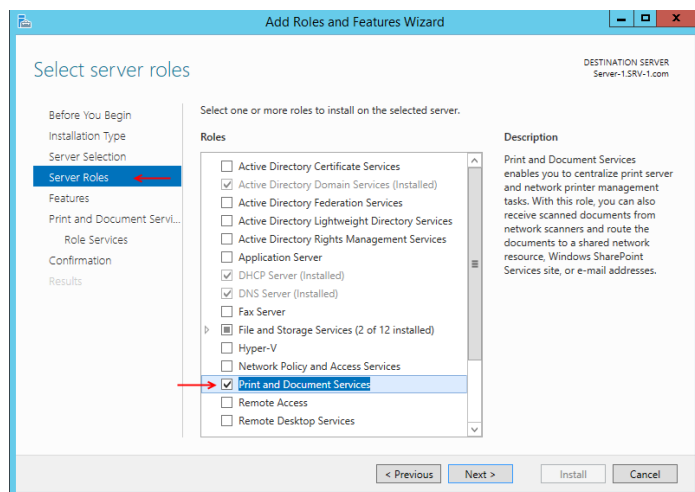 Add Roles and Features Wizard
Select server roles
DESTINATION SERVER
Server-1.SRV-1.com
Before You Begin
Installation Type
Server Selection
Server Roles
Features
Print and Document Servi...
Role Services
Confirmation
Results
Select one or more roles to install on the selected server.
Roles
Active Directory Certificate Services
Active Directory Domain Services (Installed)
Active Directory Federation Services
Active Directory Lightweight Directory Services
Active Directory Rights Management Services
Application Server
DHCP Server (Installed)
DNS Server (Installed)
Fax Server
File and Storage Services (2 of 12 installed)
Hyper-V
Network Policy and Access Services
Print and Document Services
Remote Access
Remote Desktop Services
Description
Print and Document Services
enables you to centralize print server
and network printer management
tasks. With this role, you can also
receive scanned documents from
network scanners and route the
documents to a shared network
resource, Windows SharePoint
Services site, or e-mail addresses.
< Previous
Next >
Install
Cancel